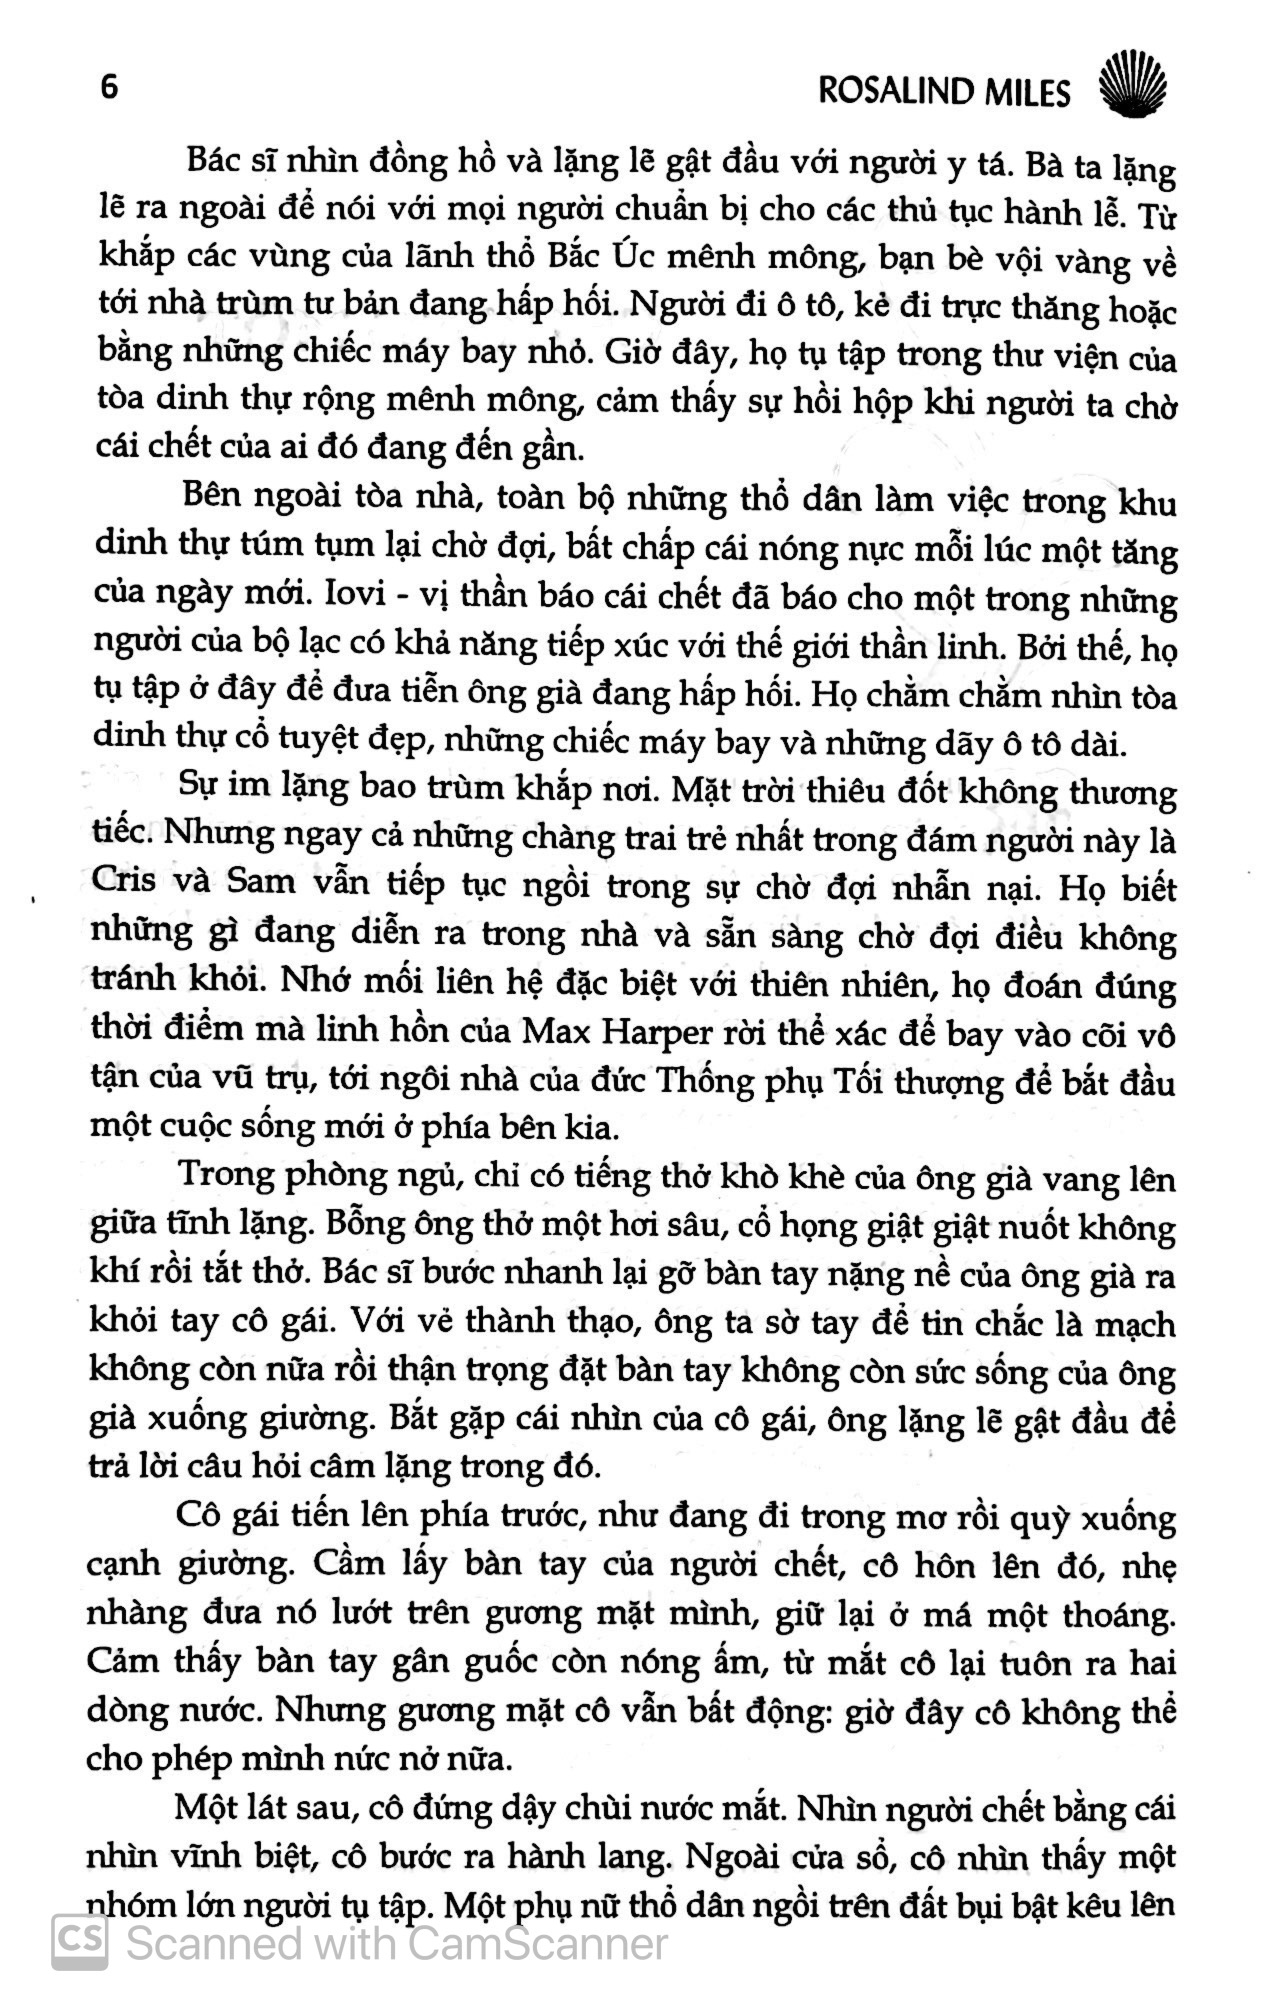 6
ROSALIND MILES
Bác sĩ nhìn đồng hồ và lặng lẽ gật đầu với người y tá. Bà ta lặng
lẽ ra ngoài để nói với mọi người chuẩn bị cho các thủ tục hành lễ. Từ
khắp các vùng của lãnh thổ Bắc Úc mênh mông, bạn bè vội vàng về
tới nhà trùm tư bản đang hấp hối. Người đi ô tô, kẻ đi trực thăng hoặc
bằng những chiếc máy bay nhỏ. Giờ đây, họ tụ tập trong thư viện của
tòa dinh thự rộng mênh mông, cảm thấy sự hồi hộp khi người ta chờ
cái chết của ai đó đang đến gần.
Bên ngoài tòa nhà, toàn bộ những thổ dân làm việc trong khu
dinh thự túm tụm lại chờ đợi, bất chấp cái nóng nực mỗi lúc một tăng
của ngày mới. Iovi - vị thần báo cái chết đã báo cho một trong những
người của bộ lạc có khả năng tiếp xúc với thế giới thần linh. Bởi thế, họ
tụ tập ở đây để đưa tiễn ông già đang hấp hối. Họ chằm chằm nhìn tòa
dinh thự cổ tuyệt đẹp, những chiếc máy bay và những dãy ô tô dài.
Sự im lặng bao trùm khắp nơi. Mặt trời thiêu đốt không thương
tiếc. Nhưng ngay cả những chàng trai trẻ nhất trong đám người này là
Cris và Sam vẫn tiếp tục ngồi trong sự chờ đợi nhẫn nại. Họ biết
những gì đang diễn ra trong nhà và sẵn sàng chờ đợi điều không
tránh khỏi. Nhớ mối liên hệ đặc biệt với thiên nhiên, họ đoán đúng
thời điểm mà linh hồn của Max Harper rời thể xác để bay vào cõi vô
tận của vũ trụ, tới ngôi nhà của đức Thống phụ Tối thượng để bắt đầu
một cuộc sống mới ở phía bên kia.
Trong phòng ngủ, chỉ có tiếng thở khò khè của ông già vang lên
giữa tĩnh lặng. Bỗng ông thở một hơi sâu, cổ họng giật giật nuốt không
khí rồi tắt thở. Bác sĩ bước nhanh lại gỡ bàn tay nặng nề của ông già ra
khỏi tay cô gái. Với vẻ thành thạo, ông ta sờ tay để tin chắc là mạch
không còn nữa rồi thận trọng đặt bàn tay không còn sức sống của ông
già xuống giường. Bắt gặp cái nhìn của cô gái, ông lặng lẽ gật đầu để
trả lời câu hỏi câm lặng trong đó.
Cô gái tiến lên phía trước, như đang đi trong mơ rồi quỳ xuống
cạnh giường. Cầm lấy bàn tay của người chết, cô hôn lên đó, nhẹ
nhàng đưa nó lướt trên gương mặt mình, giữ lại ở má một thoáng.
Cảm thấy bàn tay gân guốc còn nóng ấm, từ mắt cô lại tuôn ra hai
dòng nước. Nhưng gương mặt cô vẫn bất động: giờ đây cô không thể
cho phép mình nức nở nữa.
Một lát sau, cô đứng dậy chùi nước mắt. Nhìn người chết bằng cái
nhìn vĩnh biệt, cô bước ra hành lang. Ngoài cửa sổ, cô nhìn thấy một
nhóm lớn người tụ tập. Một phụ nữ thổ dân ngồi trên đất bụi bật kêu lên
CS Scanned with CamScanner